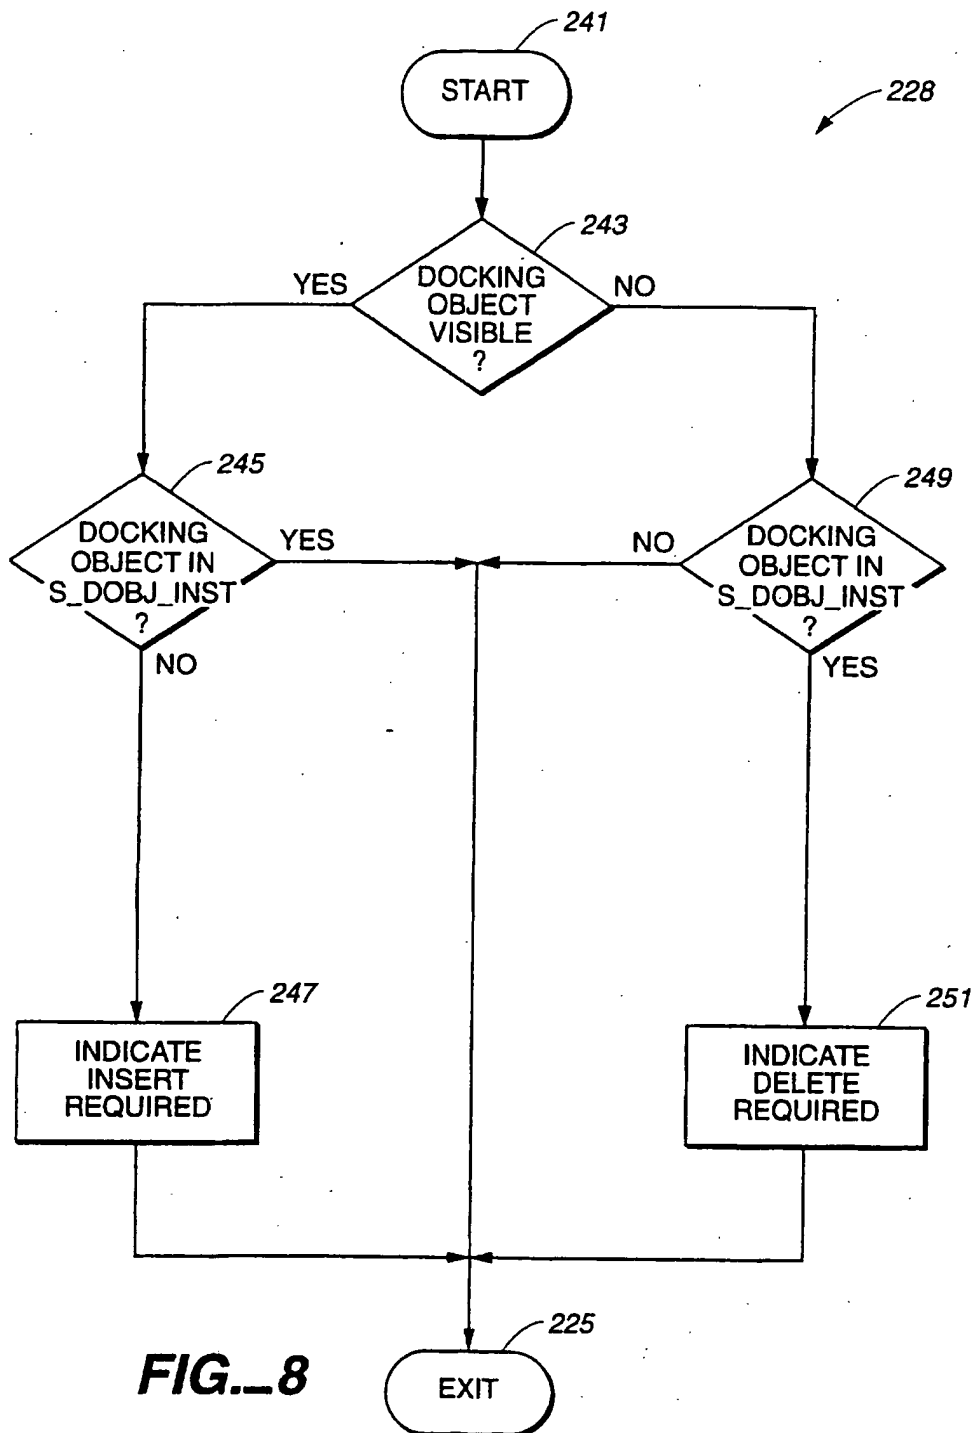 241
START
228
243
YES
DOCKING
OBJECT
VISIBLE
?
NO
245
DOCKING
OBJECT IN
S_DOBJ_INST
?
YES
NO
249
NO
DOCKING
OBJECT IN
S_DOBJ_INST
?
YES
247
INDICATE
INSERT
REQUIRED
251
INDICATE
DELETE
REQUIRED
225
EXIT
FIG._8